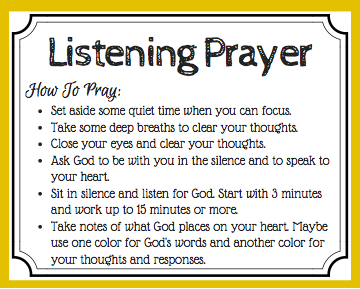 Listening Prayer
How To Pray:
• Set aside some quiet time when you can focus.
• Take some deep breaths to clear your thoughts.
• Close your eyes and clear your thoughts.
• Ask God to be with you in the silence and to speak to
your heart.
• Sit in silence and listen for God. Start with 3 minutes
and work up to 15 minutes or more.
• Take notes of what God places on your heart. Maybe
use one color for God's words and another color for
your thoughts and responses.